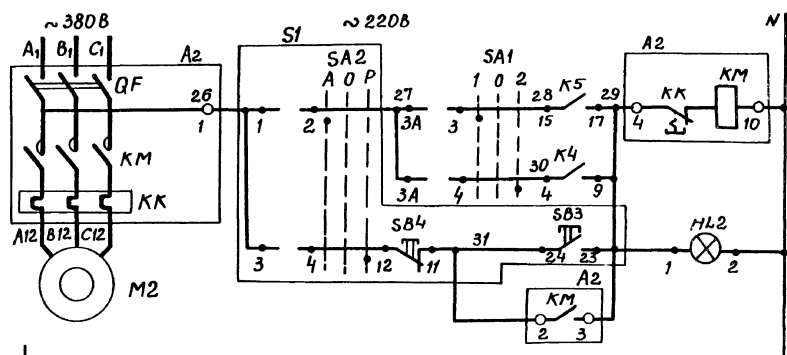 ~380В ~220В N
A1 B1 C1 A2 S1 SA2 SA1 A2
QF A O P 1 0 2 K5 KK KM
26 27 28 29
1 1 2 3A 3 15 17 4 10
KM K4
30
3A 4 4 9
KK
A12 B12 C12 SB4 31 SB3 HL2
3 4 12 11 24 23 1 2
M2 A2
KM
2 3